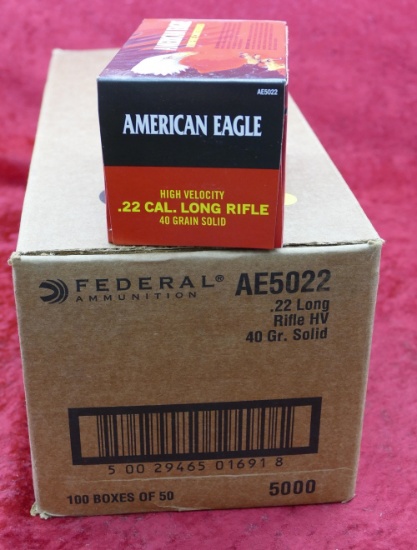 AE5022
AMERICAN EAGLE
HIGH VELOCITY
.22 CAL. LONG RIFLE
40 GRAIN SOLID
FEDERAL®
AMMUNITION
AE5022
.22 Long
Rifle HV
40 Gr. Solid
5 00 29465 01691 8
100 BOXES OF 50
5000